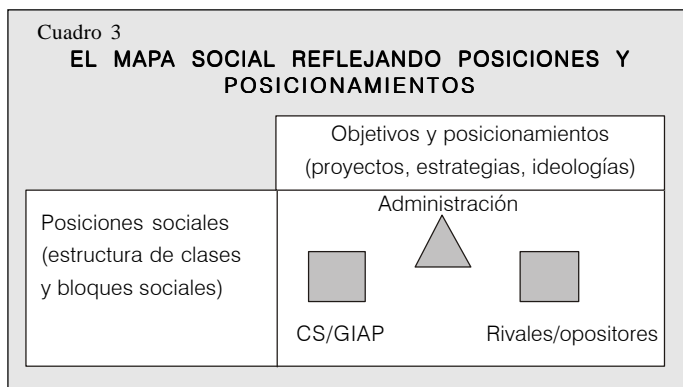 Cuadro 3
EL MAPA SOCIAL REFLEJANDO POSICIONES Y
POSICIONAMIENTOS
Objetivos y posicionamientos
(proyectos, estrategias, ideologías)
Posiciones sociales
(estructura de clases
y bloques sociales)
Administración
CS/GIAP
Rivales/opositores